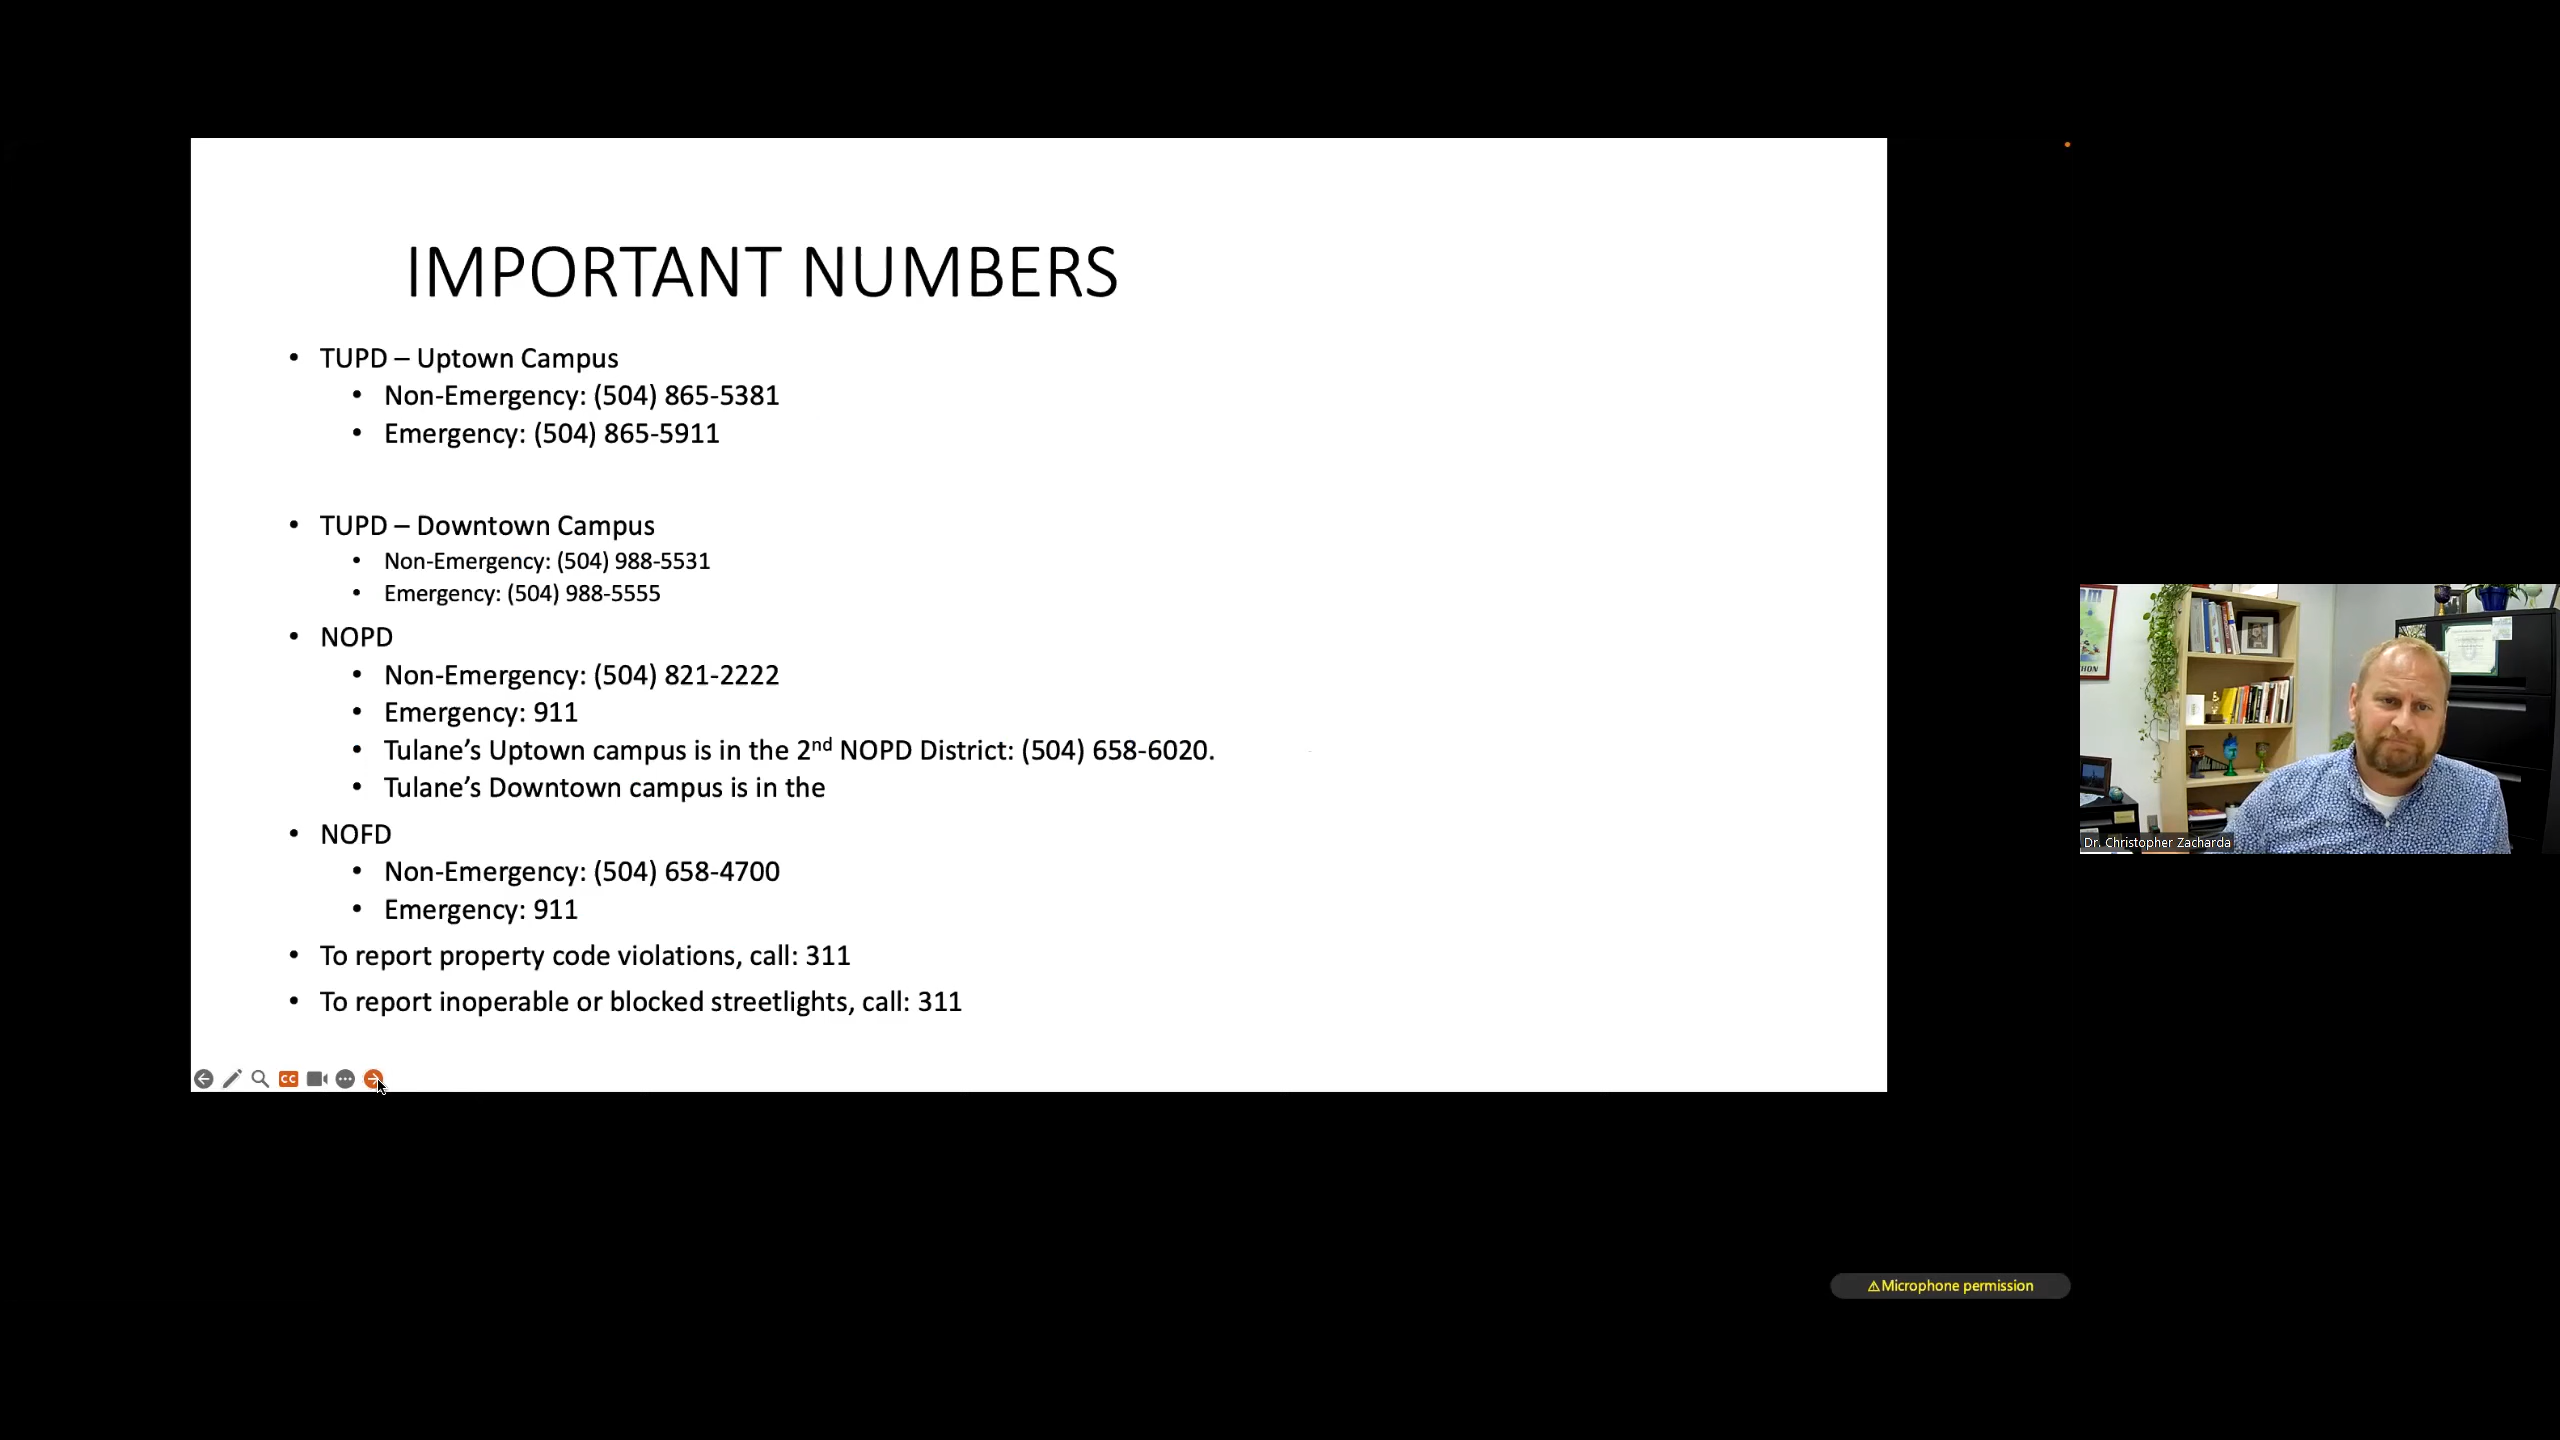 IMPORTANT NUMBERS
• TUPD – Uptown Campus
• Non-Emergency: (504) 865-5381
• Emergency: (504) 865-5911
• TUPD – Downtown Campus
• Non-Emergency: (504) 988-5531
• Emergency: (504) 988-5555
• NOPD
• Non-Emergency: (504) 821-2222
• Emergency: 911
• Tulane’s Uptown campus is in the 2nd NOPD District: (504) 658-6020.
• Tulane’s Downtown campus is in the
• NOFD
• Non-Emergency: (504) 658-4700
• Emergency: 911
• To report property code violations, call: 311
• To report inoperable or blocked streetlights, call: 311
CC
Dr. Christopher Zacharda
⚠Microphone permission